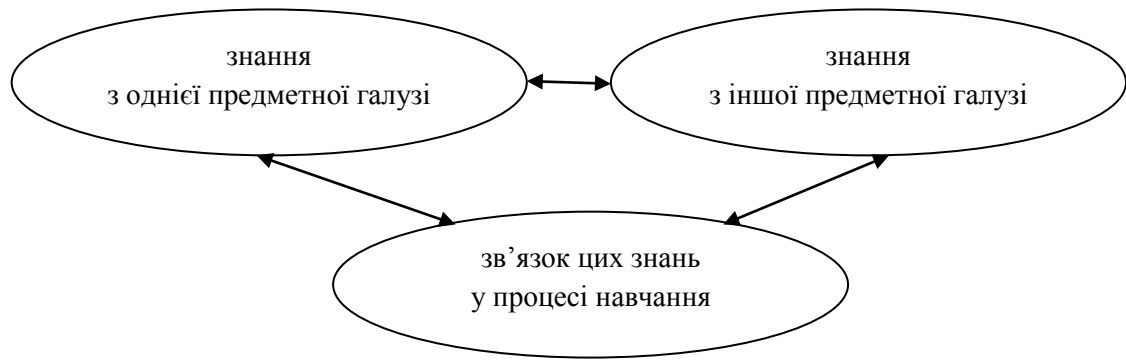 знання
з однієї предметної галузі
знання
з іншої предметної галузі
зв’язок цих знань
у процесі навчання